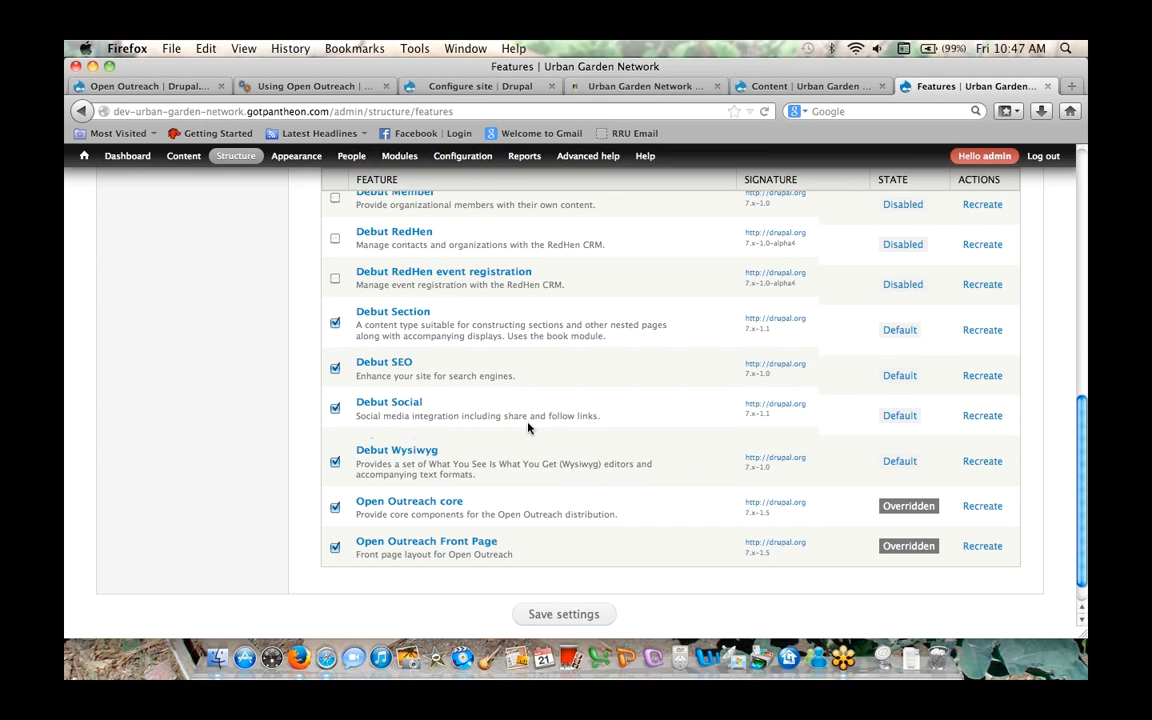 Firefox File Edit View History Bookmarks Tools Window Help (99%) Fri 10:47 AM
Features | Urban Garden Network
Open Outreach | Drupal.... Using Open Outreach | ... Configure site | Drupal Urban Garden Network ... Content | Urban Garden ... Features | Urban Garden...
dev-urban-garden-network.gotpantheon.com/admin/structure/features Google
Most Visited Getting Started Latest Headlines Facebook | Login Welcome to Gmail RRU Email
Dashboard Content Structure Appearance People Modules Configuration Reports Advanced help Help Hello admin Log out
FEATURE SIGNATURE STATE ACTIONS
Debut Member http://drupal.org
Provide organizational members with their own content. 7.x-1.0 Disabled Recreate
Debut RedHen http://drupal.org
Manage contacts and organizations with the RedHen CRM. 7.x-1.0-alpha4 Disabled Recreate
Debut RedHen event registration http://drupal.org
Manage event registration with the RedHen CRM. 7.x-1.0-alpha4 Disabled Recreate
Debut Section http://drupal.org
A content type suitable for constructing sections and other nested pages 7.x-1.1 Default Recreate
along with accompanying displays. Uses the book module.
Debut SEO http://drupal.org
Enhance your site for search engines. 7.x-1.0 Default Recreate
Debut Social http://drupal.org
Social media integration including share and follow links. 7.x-1.1 Default Recreate
Debut Wysiwyg http://drupal.org
Provides a set of What You See Is What You Get (Wysiwyg) editors and 7.x-1.0 Default Recreate
accompanying text formats.
Open Outreach core http://drupal.org
Provide core components for the Open Outreach distribution. 7.x-1.5 Overridden Recreate
Open Outreach Front Page http://drupal.org
Front page layout for Open Outreach 7.x-1.5 Overridden Recreate
Save settings
21